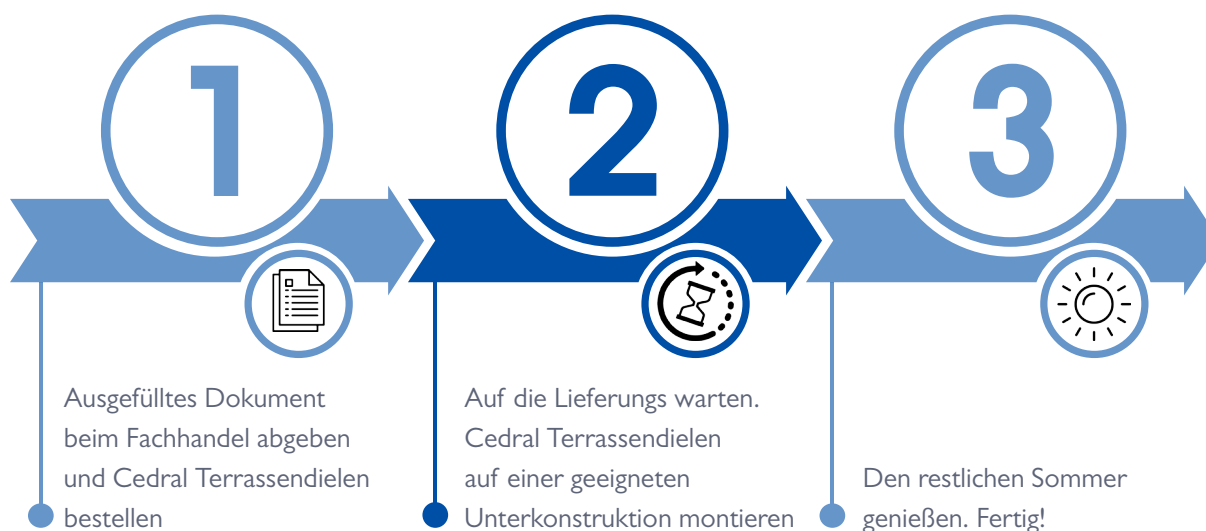 1
2
3
Ausgefülltes Dokument
beim Fachhandel abgeben
und Cedral Terrassendielen
bestellen
Auf die Lieferungs warten.
Cedral Terrassendielen
auf einer geeigneten
Unterkonstruktion montieren
Den restlichen Sommer
genießen. Fertig!